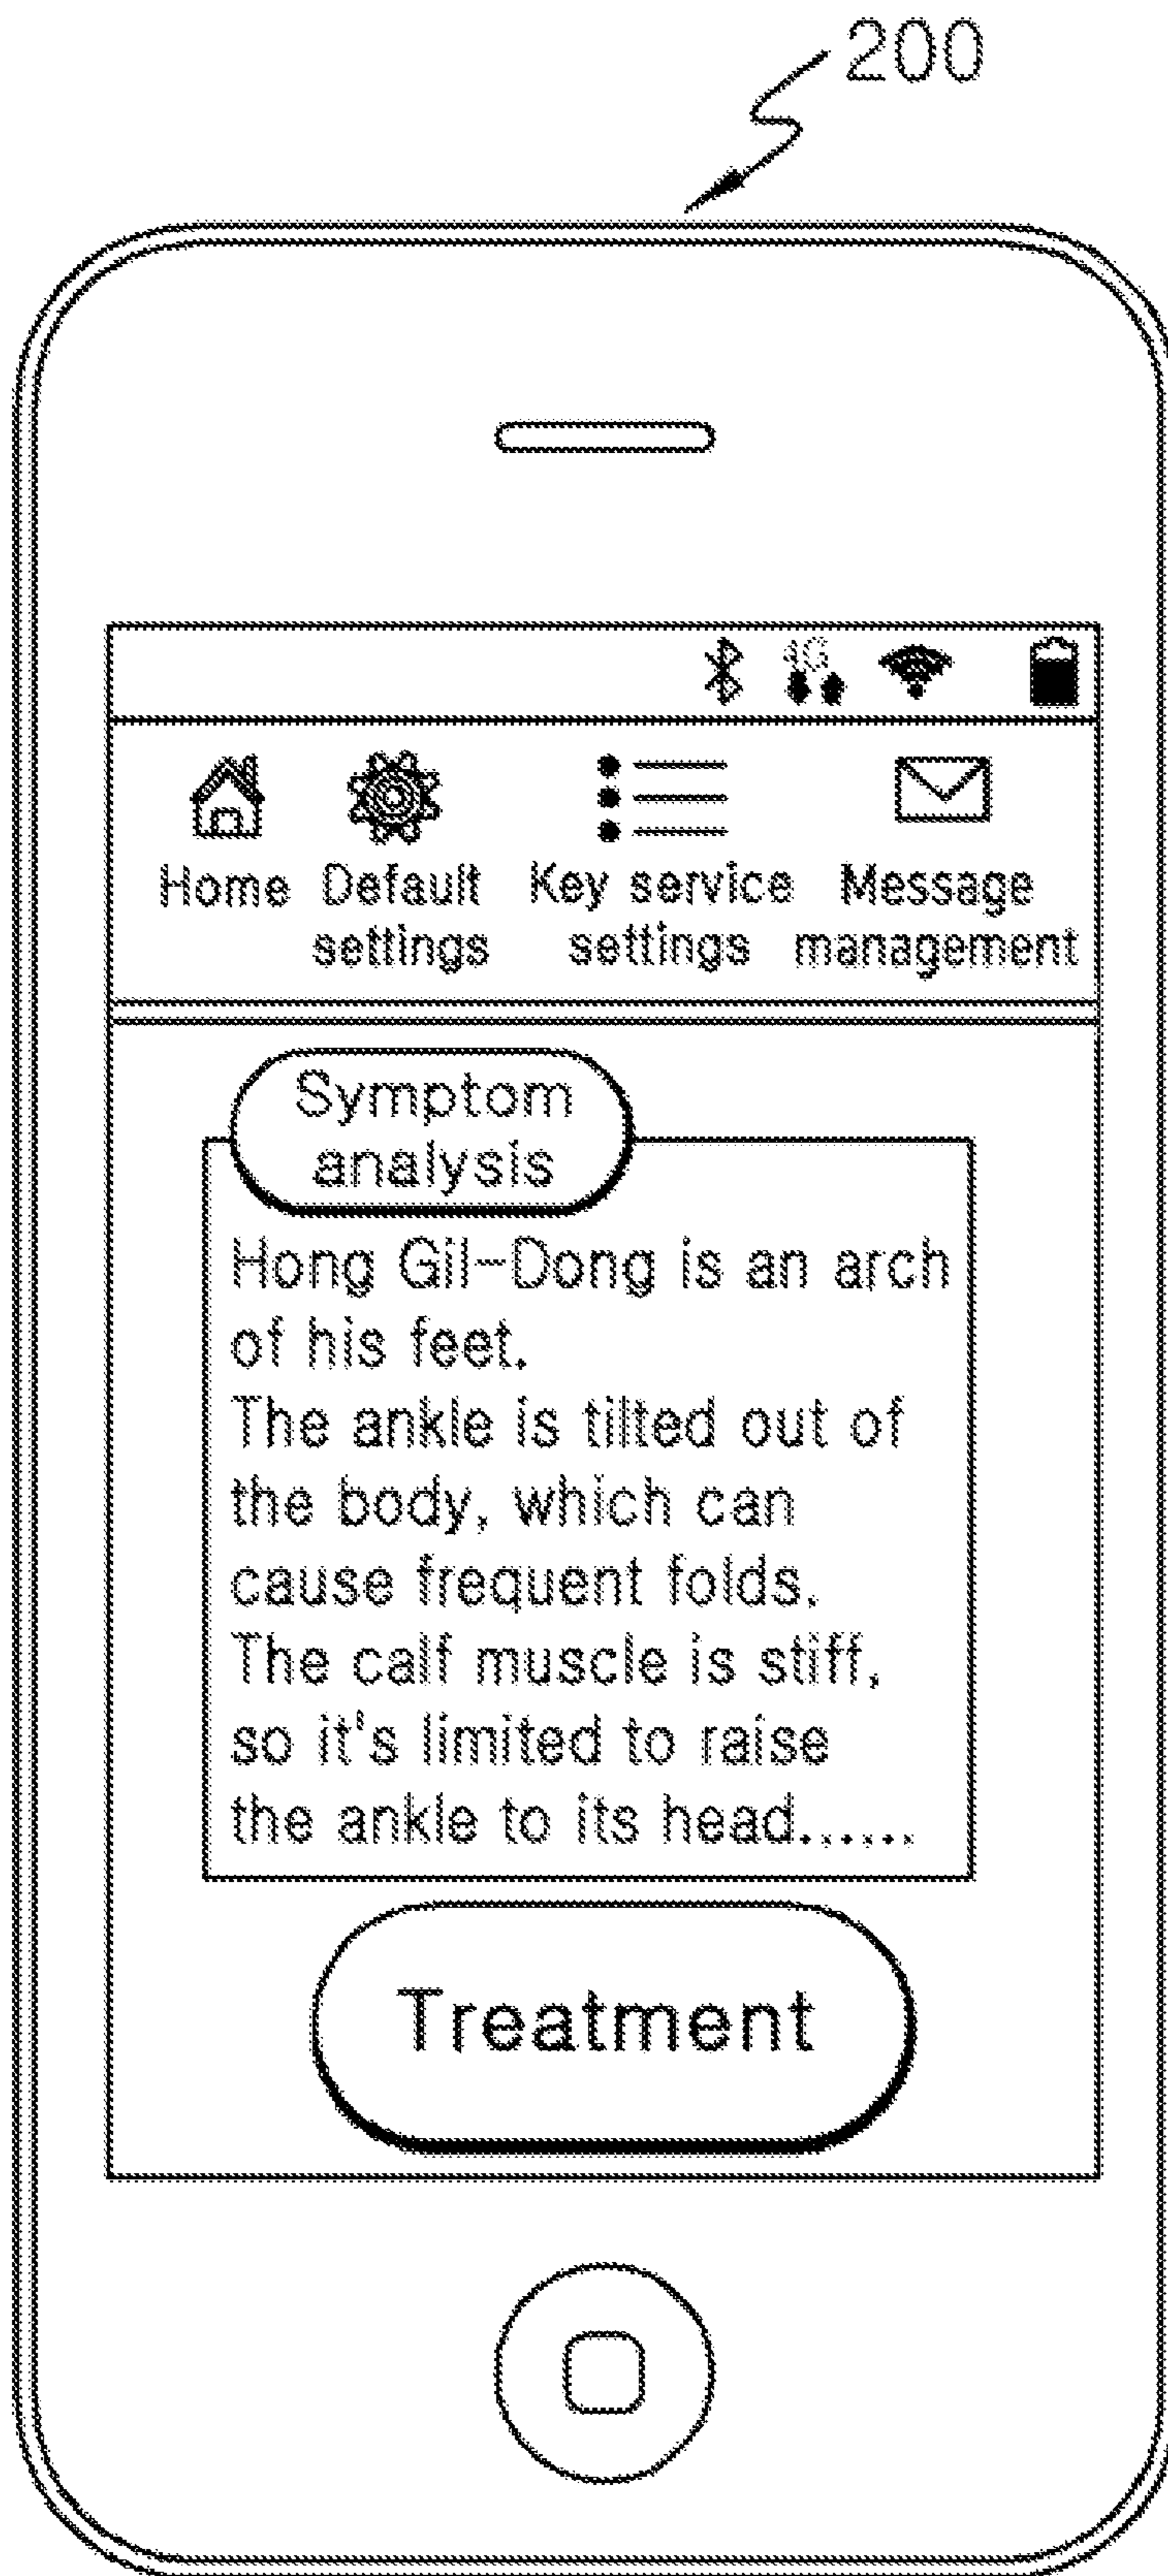 200
4G
Home Default Key service Message
settings settings management
Symptom
analysis
Hong Gil-Dong is an arch
of his feet.
The ankle is tilted out of
the body, which can
cause frequent folds.
The calf muscle is stiff,
so it's limited to raise
the ankle to its head......
Treatment